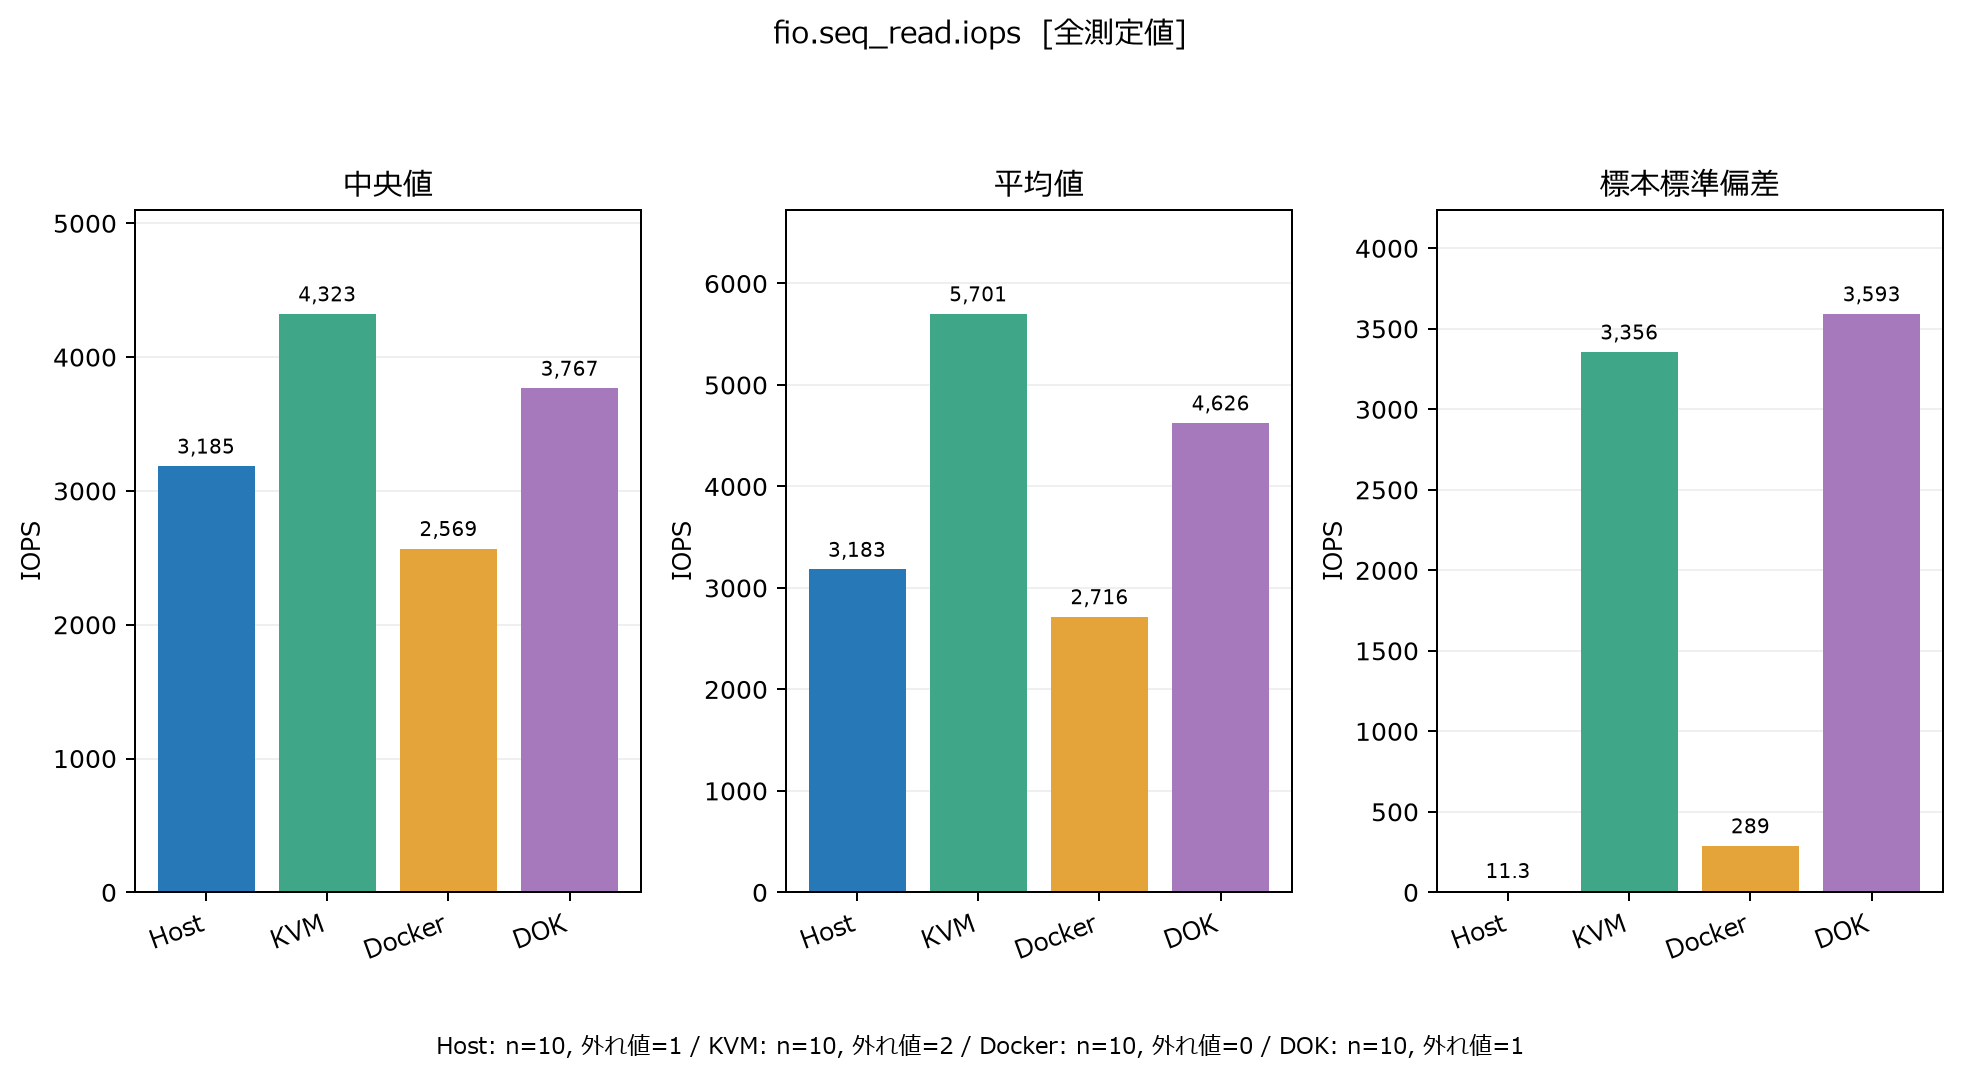 fio.seq_read.iops [全測定値]
中央値
IOPS
5000
4000
3000
2000
1000
0
3,185
4,323
2,569
3,767
Host
KVM
Docker
DOK
平均値
IOPS
6000
5000
4000
3000
2000
1000
0
3,183
5,701
2,716
4,626
Host
KVM
Docker
DOK
標本標準偏差
IOPS
4000
3500
3000
2500
2000
1500
1000
500
0
11.3
3,356
289
3,593
Host
KVM
Docker
DOK
Host: n=10, 外れ値=1 / KVM: n=10, 外れ値=2 / Docker: n=10, 外れ値=0 / DOK: n=10, 外れ値=1